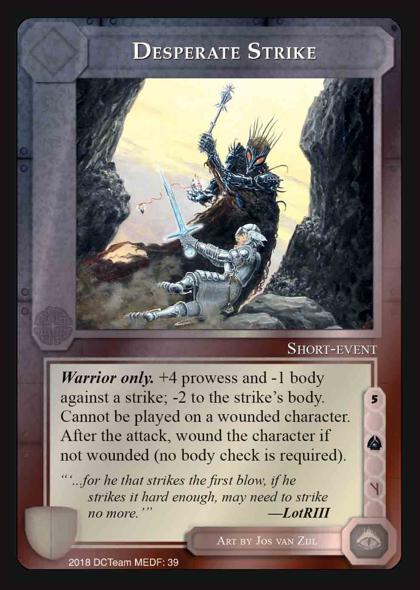 Desperate Strike
Short-event
Warrior only. +4 prowess and -1 body
against a strike; -2 to the strike's body.
Cannot be played on a wounded character.
After the attack, wound the character if
not wounded (no body check is required).
“‘...for he that strikes the first blow, if he
strikes it hard enough, may need to strike
no more.’” —LotRIII
5
Art by Jos van Zijl
2018 DCTeam MEDF: 39